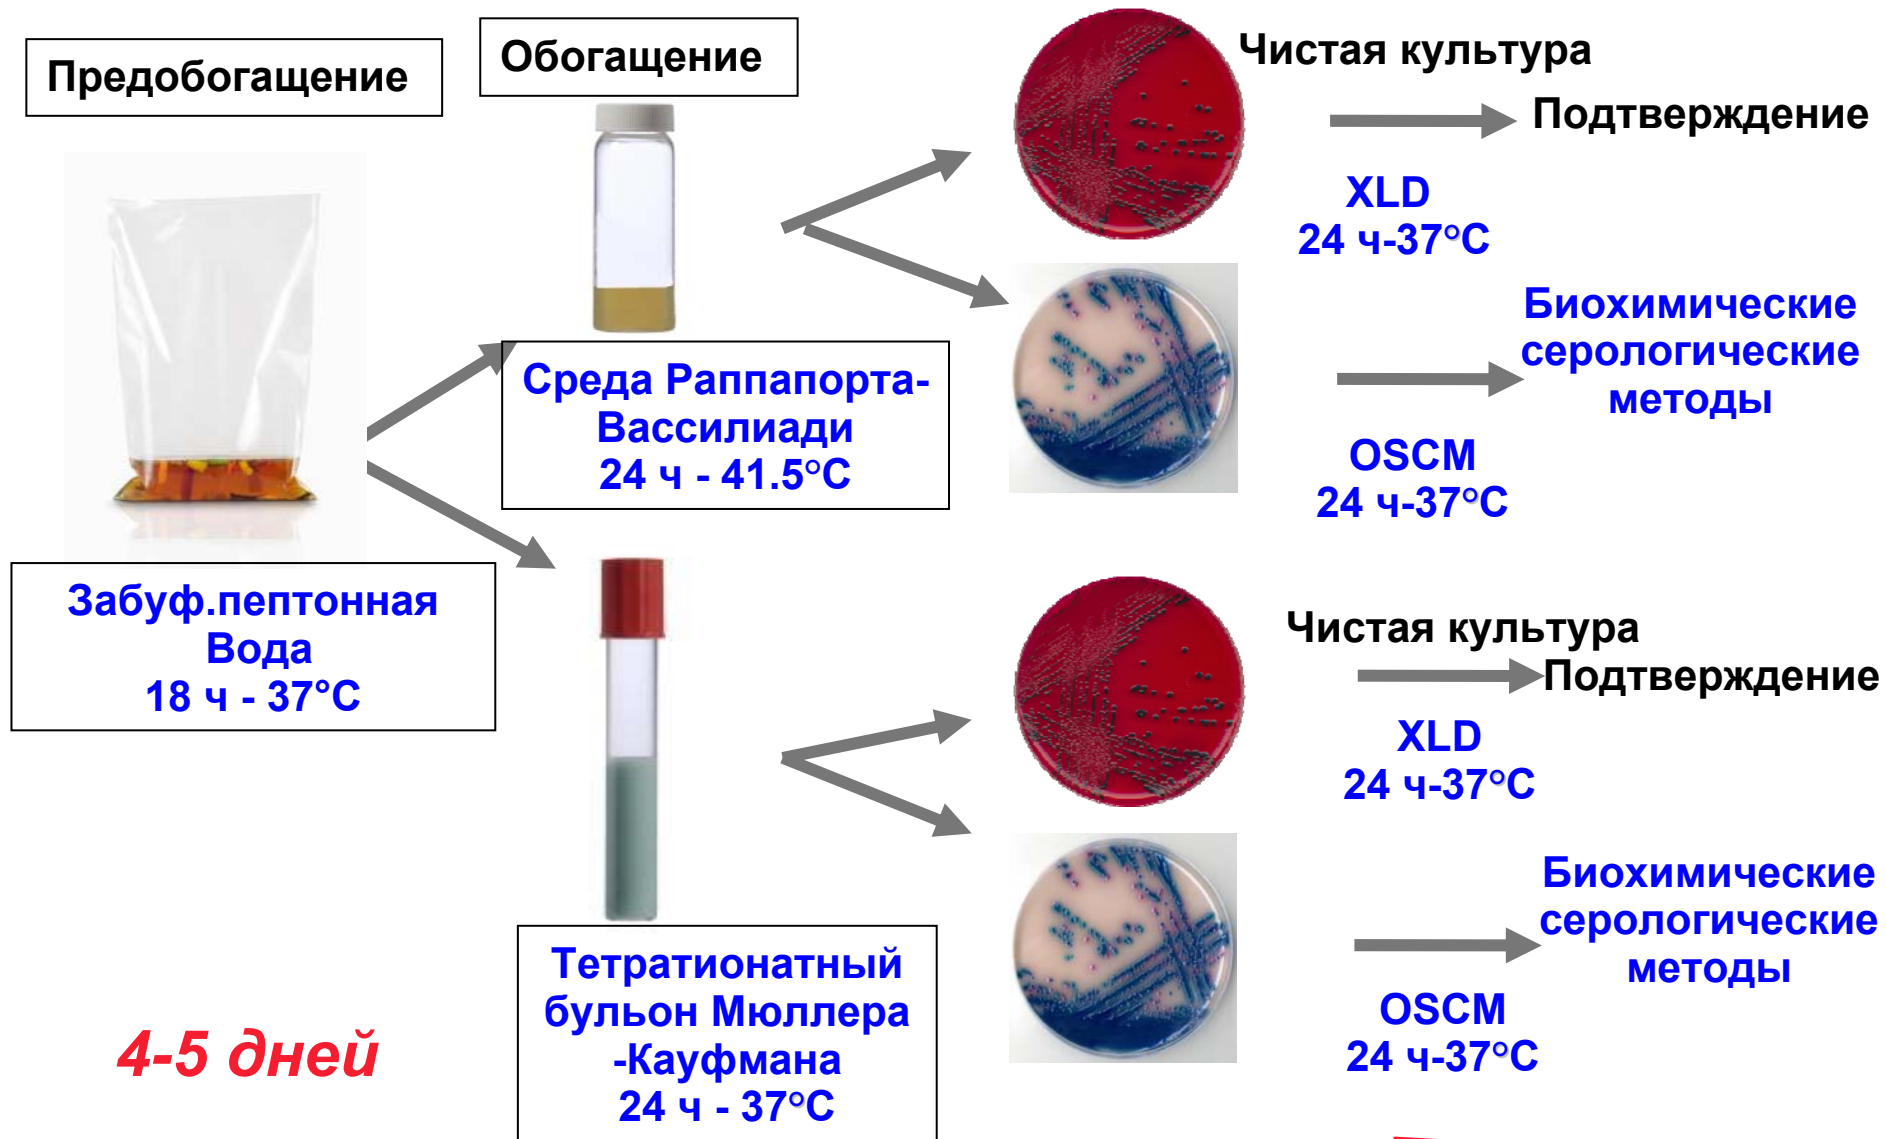 Предобогащение
Забуф.пептонная
Вода
18 ч - 37°C
Обогащение
Среда Раппапорта-
Вассилиади
24 ч - 41.5°C
Тетратионатный
бульон Мюллера
-Кауфмана
24 ч - 37°C
Чистая культура
Подтверждение
XLD
24 ч-37°C
Биохимические
серологические
методы
OSCM
24 ч-37°C
Чистая культура
Подтверждение
XLD
24 ч-37°C
Биохимические
серологические
методы
OSCM
24 ч-37°C
4-5 дней